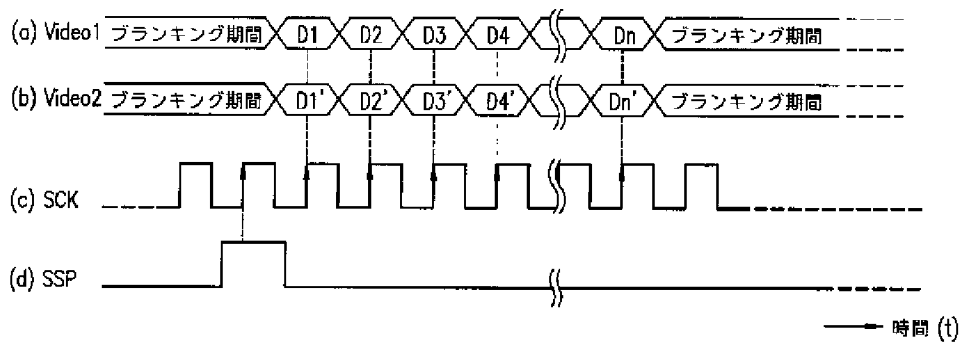 (a) Video1 ブランキング期間 D1 D2 D3 D4 Dn ブランキング期間
(b) Video2 ブランキング期間 D1' D2' D3' D4' Dn' ブランキング期間
(c) SCK
(d) SSP
時間 (t)